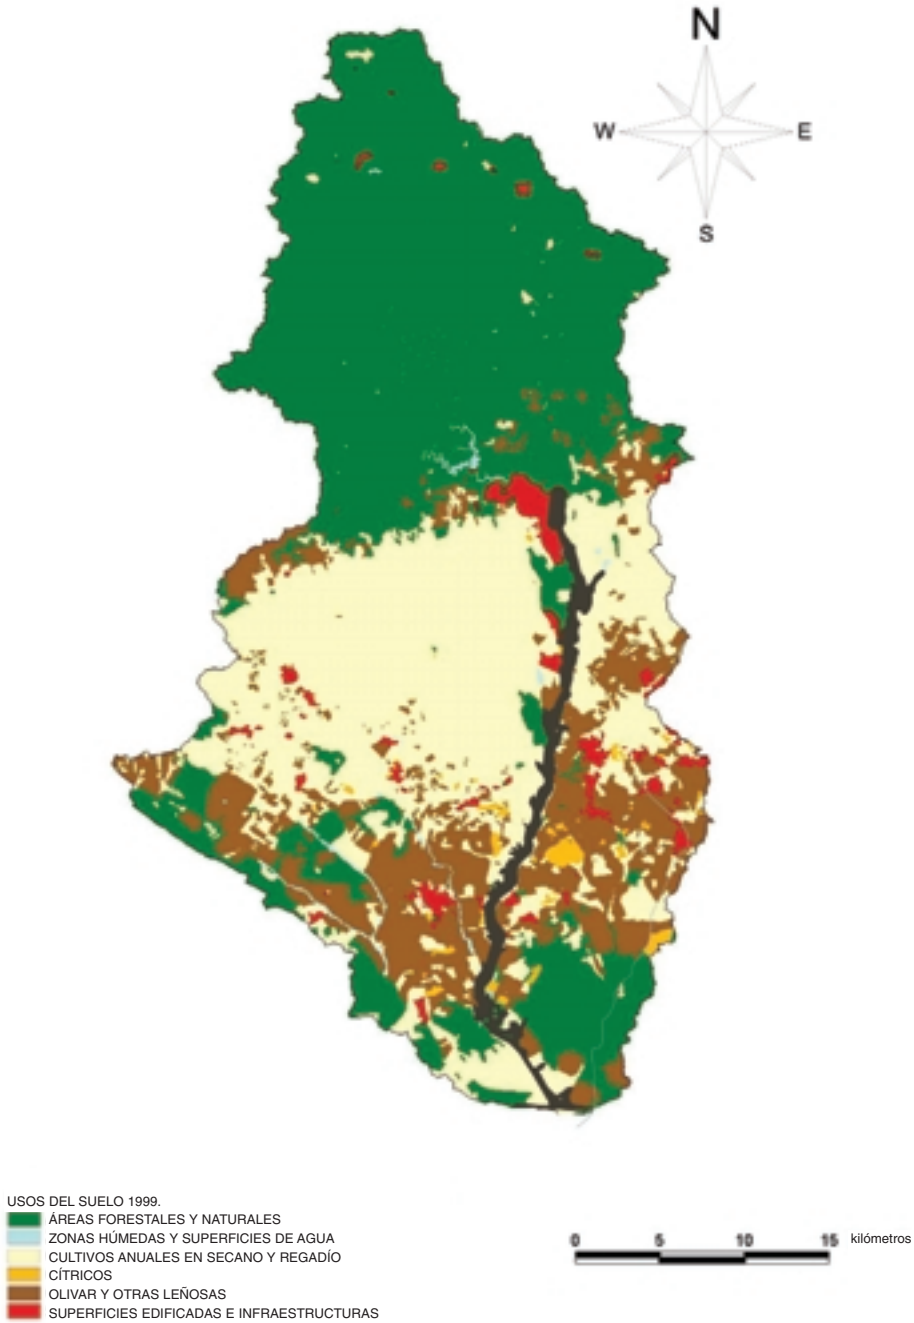 N
W
E
S
USOS DEL SUELO 1999.
ÁREAS FORESTALES Y NATURALES
ZONAS HÚMEDAS Y SUPERFICIES DE AGUA
CULTIVOS ANUALES EN SECANO Y REGADÍO
CÍTRICOS
OLIVAR Y OTRAS LEÑOSAS
SUPERFICIES EDIFICADAS E INFRAESTRUCTURAS
0 5 10 15 kilómetros